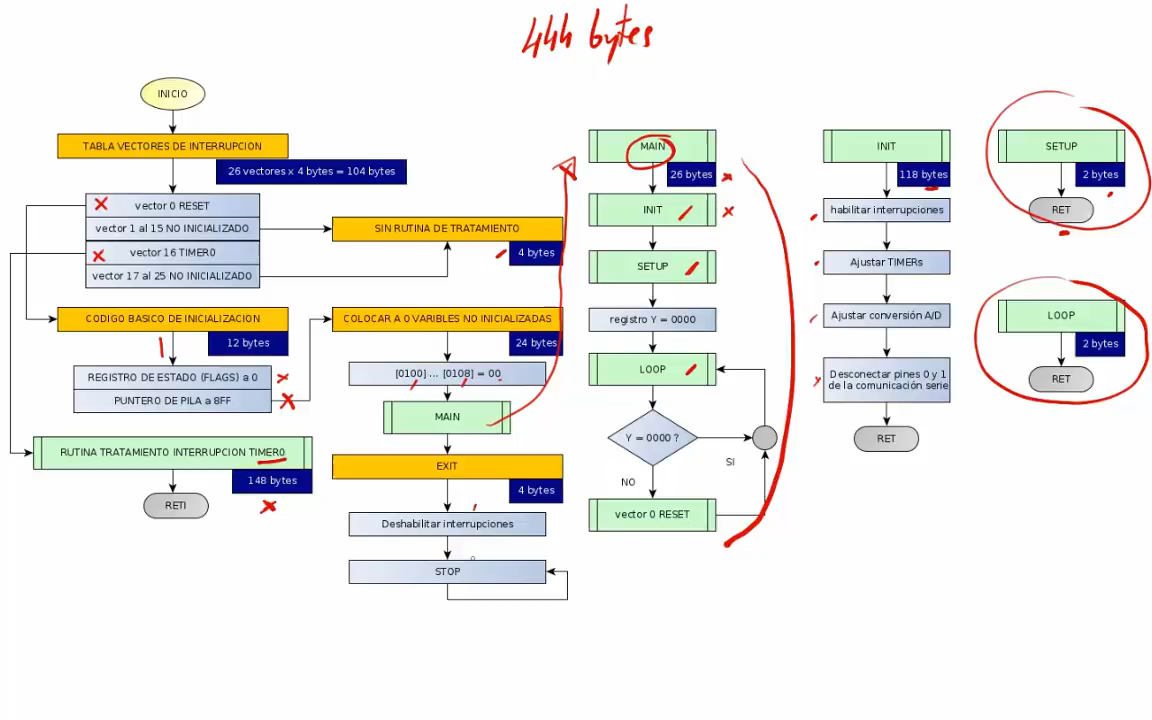 444 bytes
INICIO
TABLA VECTORES DE INTERRUPCION
26 vectors x 4 bytes = 104 bytes
vector 0 RESET
vector 1 al 15 NO INICIALIZADO
vector 16 TIMER0
vector 17 al 25 NO INICIALIZADO
SIN RUTINA DE TRATAMIENTO
4 bytes
CODIGO BASICO DE INICIALIZACION
12 bytes
REGISTRO DE ESTADO (FLAGS) a 0
PUNTERO DE PILA a 8FF
COLOCAR A 0 VARIBLES NO INICIALIZADAS
24 bytes
[0100] ... [0108] = 00
MAIN
RUTINA TRATAMIENTO INTERRUPCION TIMER0
148 bytes
RETI
EXIT
4 bytes
Deshabilitar interrupciones
STOP
MAIN
26 bytes
INIT
SETUP
registro Y = 0000
LOOP
Y = 0000 ?
SI
NO
vector 0 RESET
INIT
118 bytes
habilitar interrupciones
Ajustar TIMERs
Ajustar conversión A/D
Desconectar pines 0 y 1
de la comunicación serie
RET
SETUP
2 bytes
RET
LOOP
2 bytes
RET